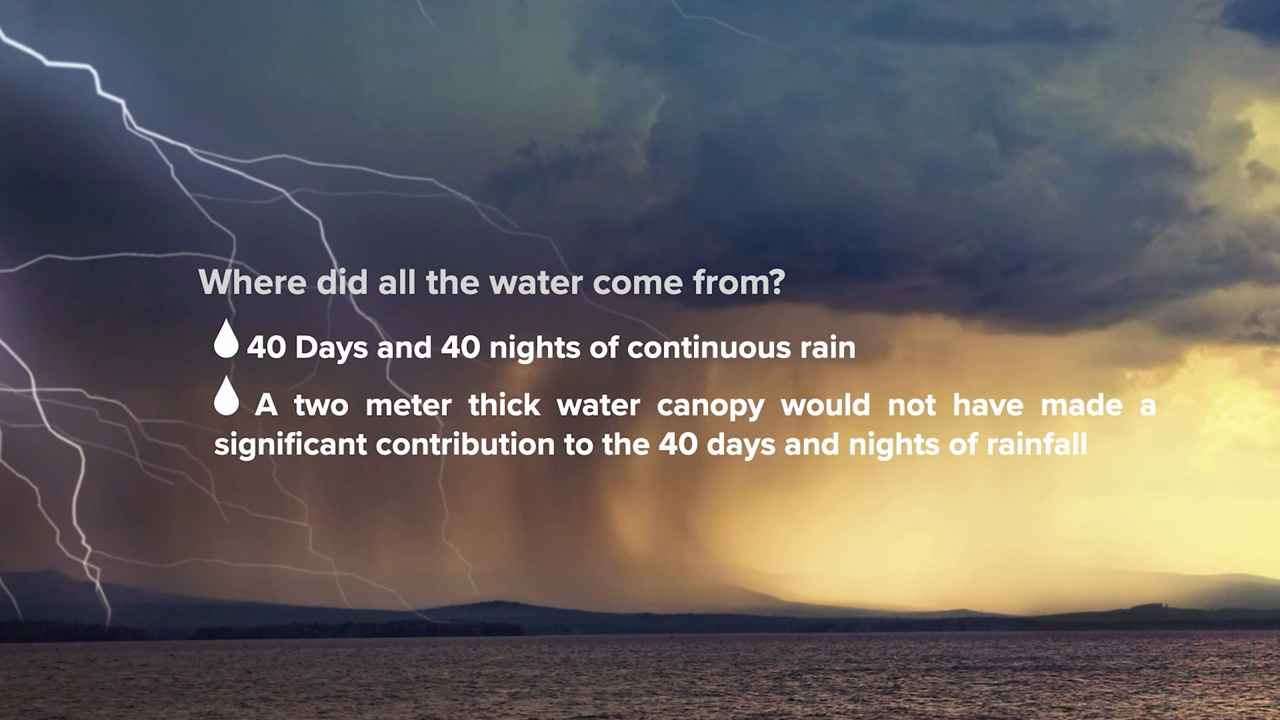 Where did all the water come from?
40 Days and 40 nights of continuous rain
A two meter thick water canopy would not have made a
significant contribution to the 40 days and nights of rainfall